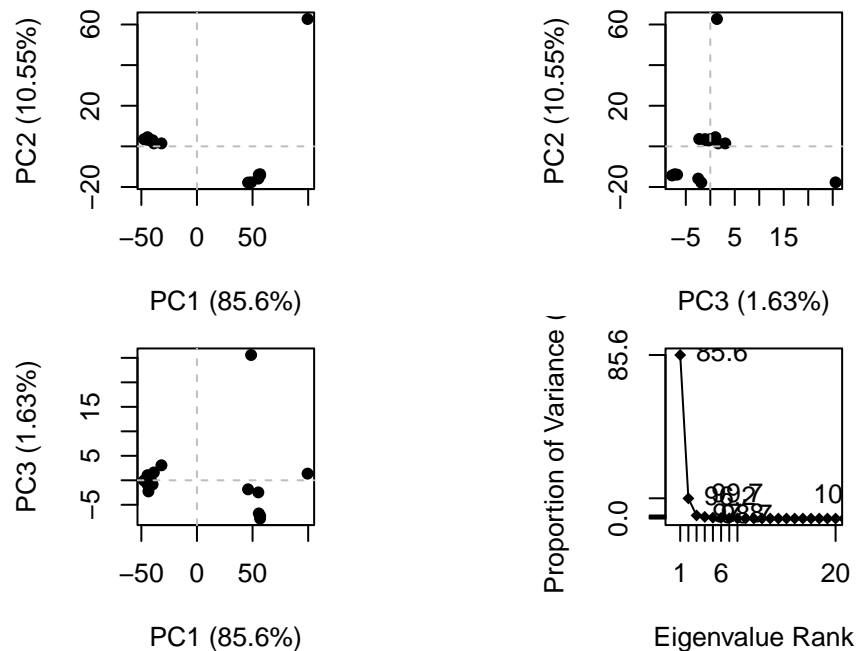 PC2 (10.55%)
60
20
−20
−50 0 50
PC1 (85.6%)
PC2 (10.55%)
60
20
−20
−5 5 15
PC3 (1.63%)
PC3 (1.63%)
15
5
−5
−50 0 50
PC1 (85.6%)
Proportion of Variance (
85.6
0.0
85.6
10
1 6 20
Eigenvalue Rank